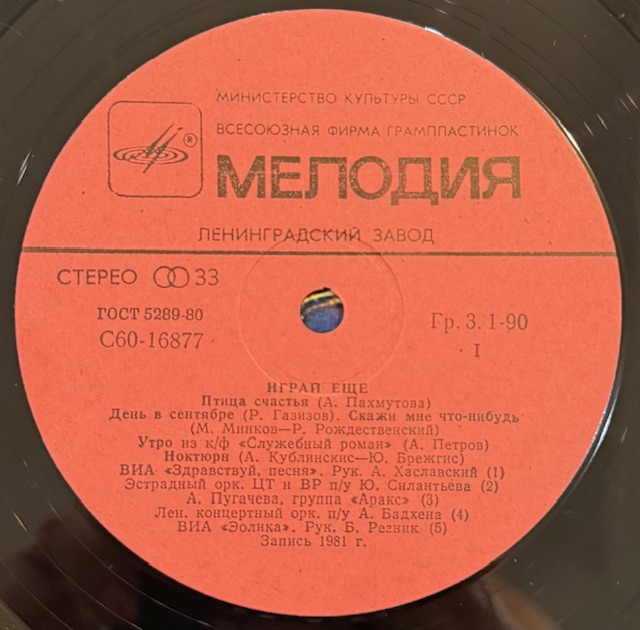 МИНИСТЕРСТВО КУЛЬТУРЫ СССР
ВСЕСОЮЗНАЯ ФИРМА ГРАМПЛАСТИНОК
®
МЕЛОДИЯ
ЛЕНИНГРАДСКИЙ ЗАВОД
СТЕРЕО 33
ГОСТ 5289-80
С60-16877
Гр. 3. 1-90
I
ИГРАЙ ЕЩЕ
Птица счастья (А. Пахмутова)
День в сентябре (Р. Газизов). Скажи мне что-нибудь
(М. Минков—Р. Рождественский)
Утро из к/ф «Служебный роман» (А. Петров)
Ноктюрн (А. Кублинскис—Ю. Брежгис)
ВИА «Здравствуй, песня». Рук. А. Хаславский (1)
Эстрадный орк. ЦТ и ВР п/у Ю. Силантьева (2)
А. Пугачева, группа «Аракс» (3)
Лен. концертный орк. п/у А. Бадхена (4)
ВИА «Эолика». Рук. Б. Резник (5)
Запись 1981 г.